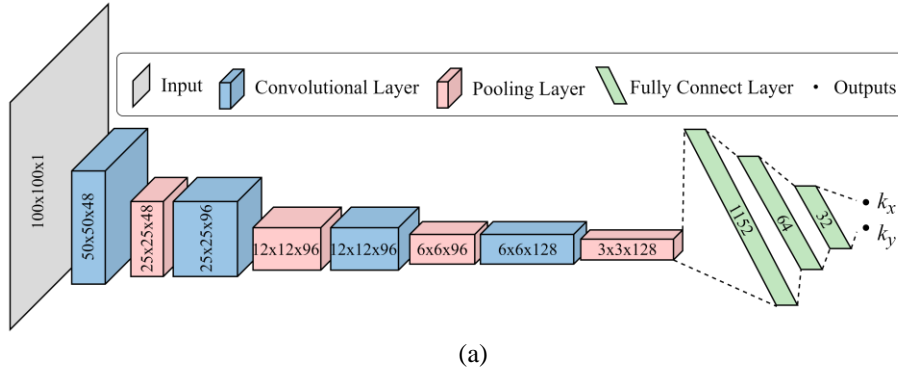 Input
Convolutional Layer
Pooling Layer
Fully Connect Layer
Outputs
100x100x1
50x50x48
25x25x48
25x25x96
12x12x96
12x12x96
6x6x96
6x6x128
3x3x128
1152
64
32
kx
ky
(a)